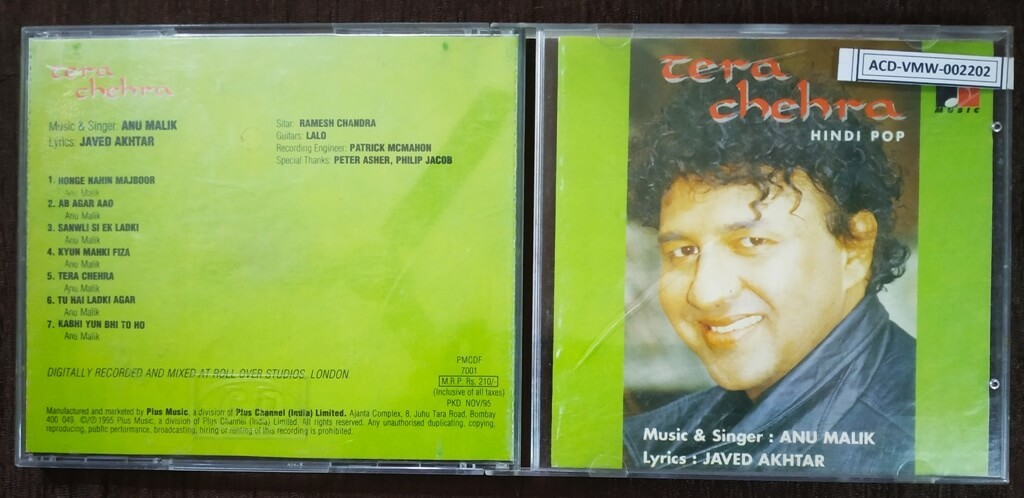 tera
chehra
Music & Singer: ANU MALIK
Lyrics: JAVED AKHTAR
Sitar: RAMESH CHANDRA
Guitars: LALO
Recording Engineer: PATRICK MCMAHON
Special Thanks: PETER ASHER, PHILIP JACOB
1. HONGE NAHIN MAJBOOR
Anu Malik
2. AB AGAR AAO
Anu Malik
3. SANWLI SI EK LADKI
Anu Malik
4. KYUN MAHKI FIZA
Anu Malik
5. TERA CHEHRA
Anu Malik
6. TU HAI LADKI AGAR
Anu Malik
7. KABHI YUN BHI TO HO
Anu Malik
DIGITALLY RECORDED AND MIXED AT ROLL OVER STUDIOS, LONDON
PMCDF
7001
M.R.P. Rs. 210/-
(Inclusive of all taxes)
PKD NOV/95
Manufactured and marketed by Plus Music, a division of Plus Channel (India) Limited. Ajanta Complex, 8, Juhu Tara Road, Bombay
400 049. ©/℗ 1995 Plus Music, a division of Plus Channel (India) Limited. All rights reserved. Any unauthorised duplicating, copying,
reproducing, public performance, broadcasting, hiring or renting of this recording is prohibited.
tera
chehra
HINDI POP
ACD-VMW-002202
MUSIC
Music & Singer : ANU MALIK
Lyrics : JAVED AKHTAR